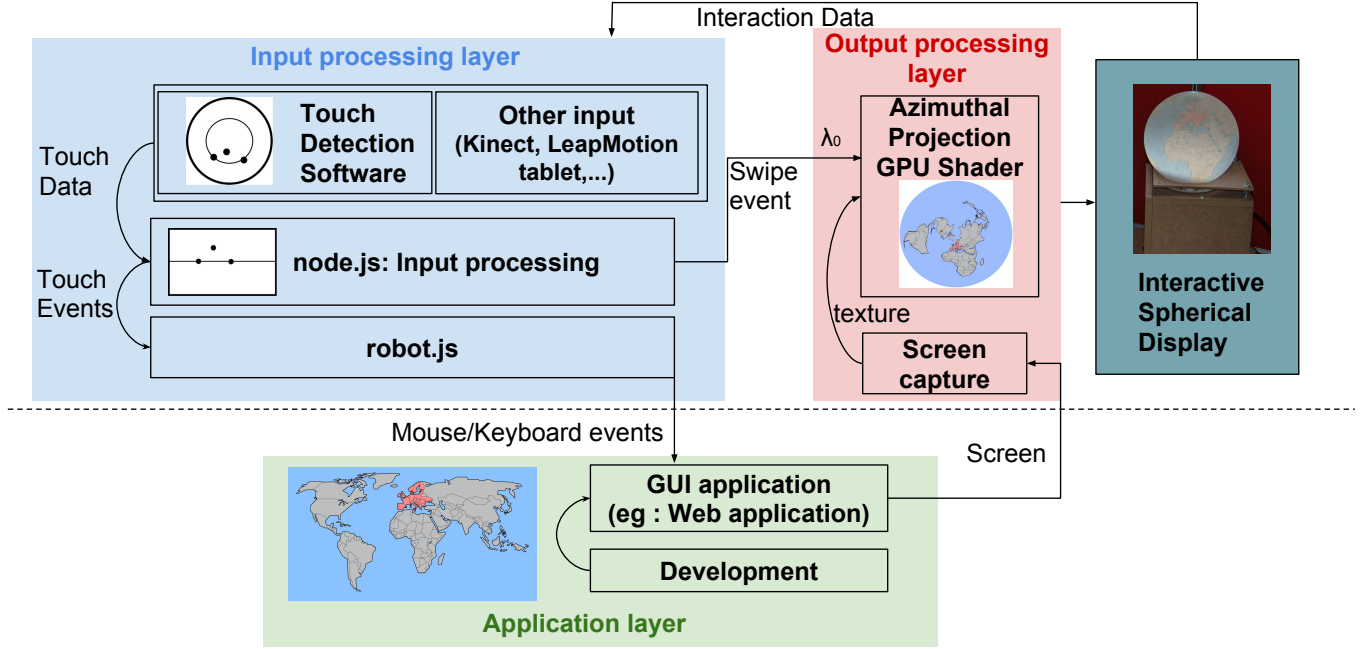 Interaction Data
Input processing layer
Touch
Detection
Software
Other input
(Kinect, LeapMotion
tablet,...)
Touch
Data
node.js: Input processing
Touch
Events
robot.js
Swipe
event
λ₀
Output processing
layer
Azimuthal
Projection
GPU Shader
texture
Screen
capture
Interactive
Spherical
Display
Mouse/Keyboard events
Screen
GUI application
(eg : Web application)
Development
Application layer